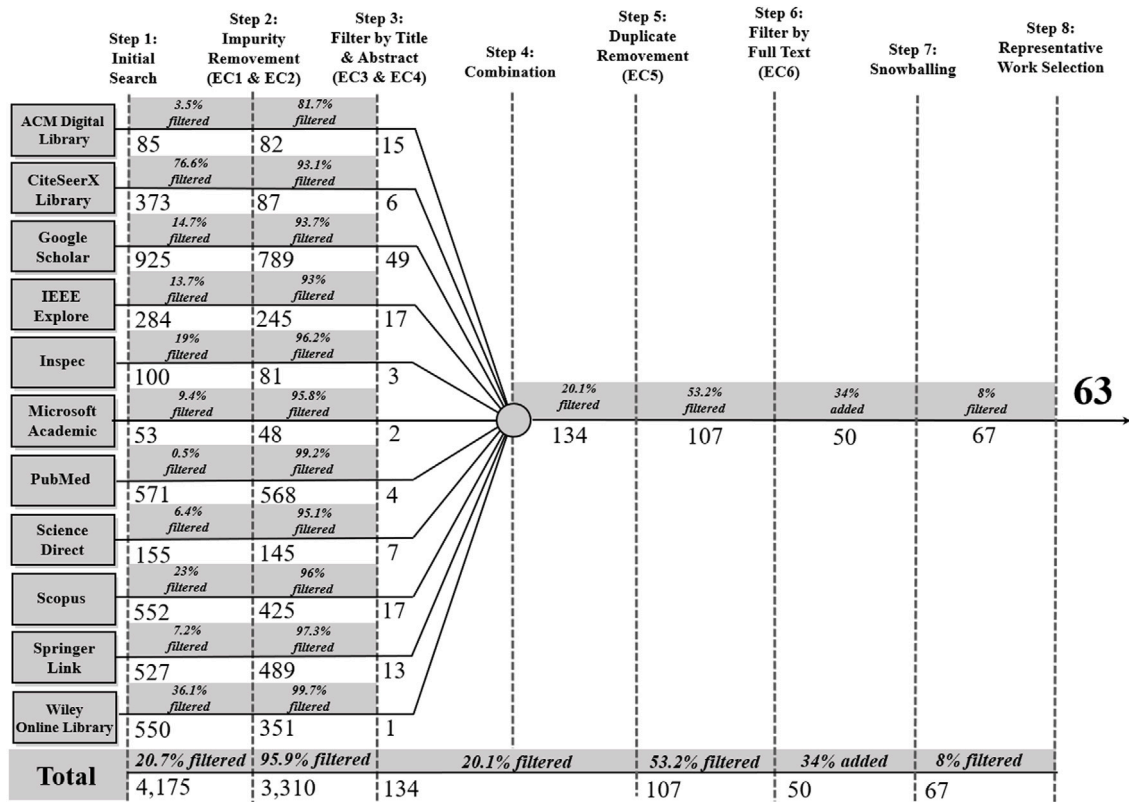 Step 1:
Initial
Search
Step 2:
Impurity
Removement
(EC1 & EC2)
Step 3:
Filter by Title
& Abstract
(EC3 & EC4)
Step 4:
Combination
Step 5:
Duplicate
Removement
(EC5)
Step 6:
Filter by
Full Text
(EC6)
Step 7:
Snowballing
Step 8:
Representative
Work Selection
ACM Digital
Library
3.5%
filtered
81.7%
filtered
85 82 15
CiteSeerX
Library
76.6%
filtered
93.1%
filtered
373 87 6
Google
Scholar
14.7%
filtered
93.7%
filtered
925 789 49
IEEE
Explore
13.7%
filtered
93%
filtered
284 245 17
Inspec
19%
filtered
96.2%
filtered
100 81 3
Microsoft
Academic
9.4%
filtered
95.8%
filtered
53 48 2
PubMed
0.5%
filtered
99.2%
filtered
571 568 4
Science
Direct
6.4%
filtered
95.1%
filtered
155 145 7
Scopus
23%
filtered
96%
filtered
552 425 17
Springer
Link
7.2%
filtered
97.3%
filtered
527 489 13
Wiley
Online Library
36.1%
filtered
99.7%
filtered
550 351 1
20.1%
filtered
53.2%
filtered
34%
added
8%
filtered
63
134 107 50 67
Total
20.7% filtered 95.9% filtered 20.1% filtered 53.2% filtered 34% added 8% filtered
4,175 3,310 134 107 50 67